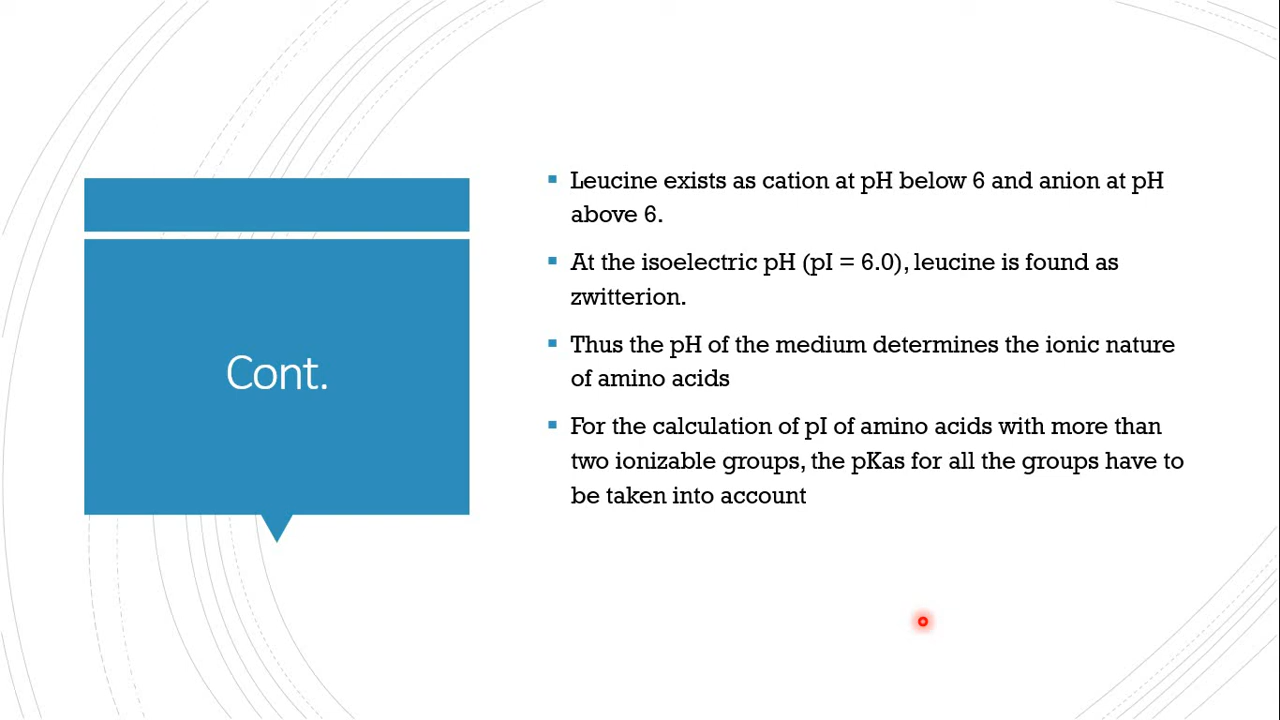 Cont.
Leucine exists as cation at pH below 6 and anion at pH
above 6.
At the isoelectric pH (pI = 6.0), leucine is found as
zwitterion.
Thus the pH of the medium determines the ionic nature
of amino acids
For the calculation of pI of amino acids with more than
two ionizable groups, the pKas for all the groups have to
be taken into account